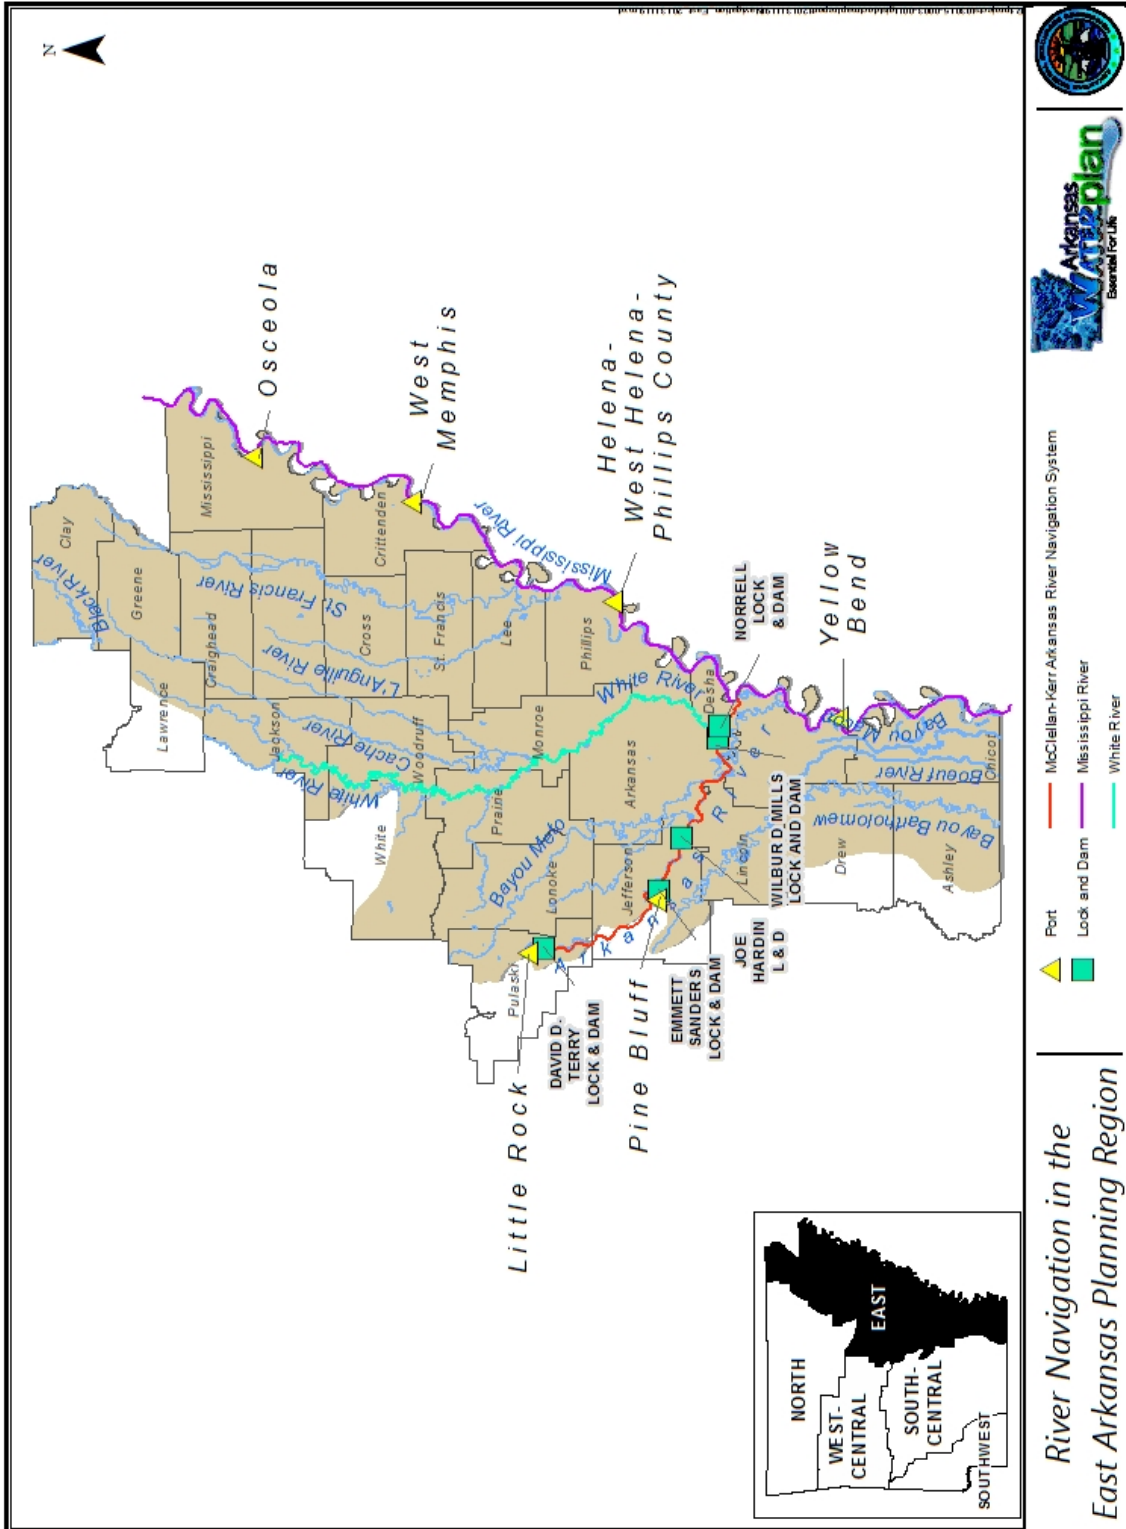 N
Osceola
West
Memphis
Helena-
West Helena-
Phillips County
Yellow
Bend
NORRELL
LOCK
& DAM
WILBUR D MILLS
LOCK AND DAM
JOE
HARDIN
L & D
EMMETT
SANDERS
LOCK & DAM
Pine Bluff
DAVID D.
TERRY
LOCK & DAM
Little Rock
Clay
Black River
Greene
Mississippi
Lawrence
Craighead
St. Francis River
Crittenden
Cross
L'Anguille River
Jackson
Cache River
White River
Woodruff
St. Francis
Lee
Mississippi River
White
Praine
Monroe
Phillips
White River
Bayou Meto
Lonoke
Arkansas
Desha
Pulaski
Jefferson
Arkansas River
Lincoln
Bayou Macon
Boeuf River
Chicot
Bayou Bartholomew
Drew
Ashley
NORTH
WEST-
CENTRAL
EAST
SOUTH-
CENTRAL
SOUTHWEST
River Navigation in the
East Arkansas Planning Region
Port
Lock and Dam
McClellan-Kerr Arkansas River Navigation System
Mississippi River
White River
Arkansas
Water plan
Essential For Life